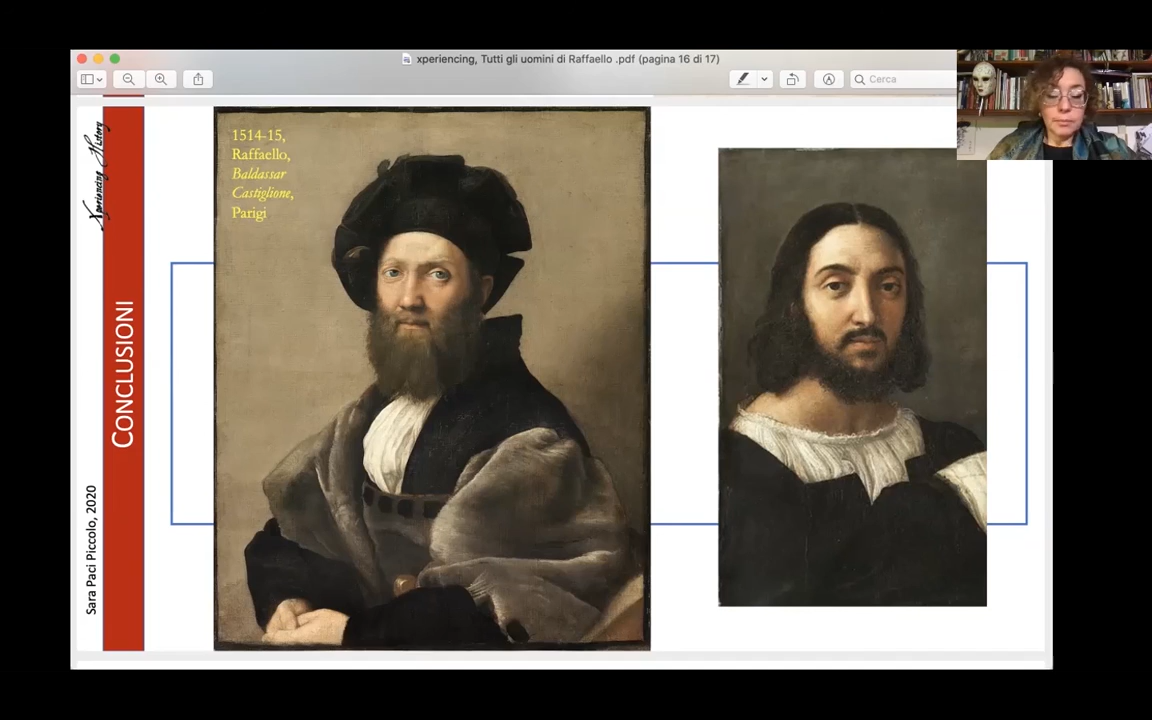 xperiencing, Tutti gli uomini di Raffaello .pdf (pagina 16 di 17)
Cerca
Xperiencing History
CONCLUSIONI
Sara Paci Piccolo, 2020
1514-15,
Raffaello,
Baldassar
Castiglione,
Parigi